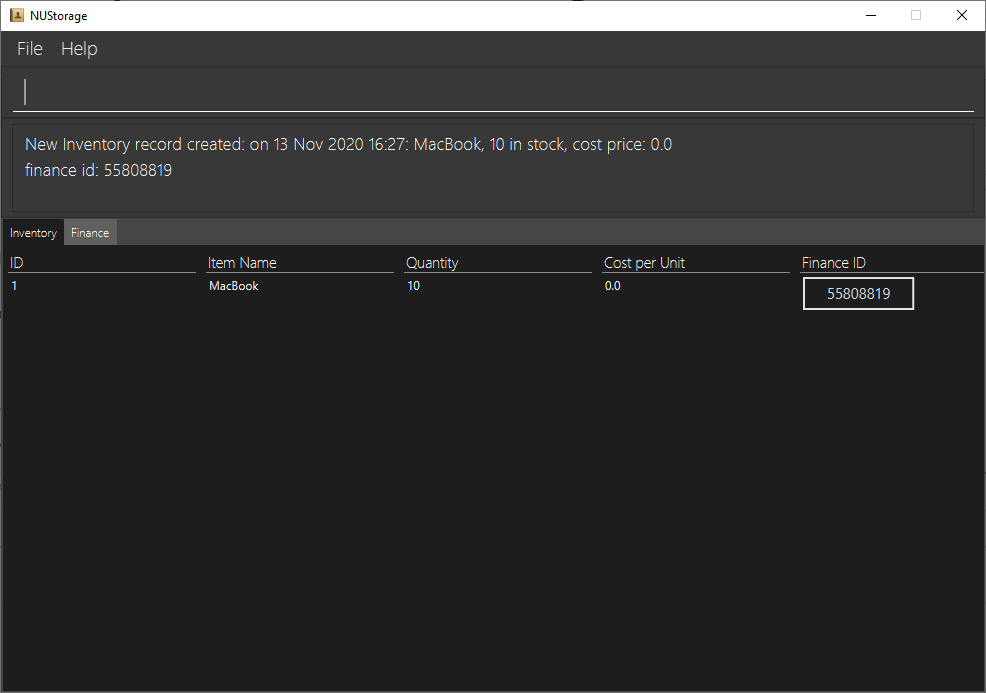 NUStorage
File Help
New Inventory record created: on 13 Nov 2020 16:27: MacBook, 10 in stock, cost price: 0.0
finance id: 55808819
Inventory Finance
ID Item Name Quantity Cost per Unit Finance ID
1 MacBook 10 0.0 55808819